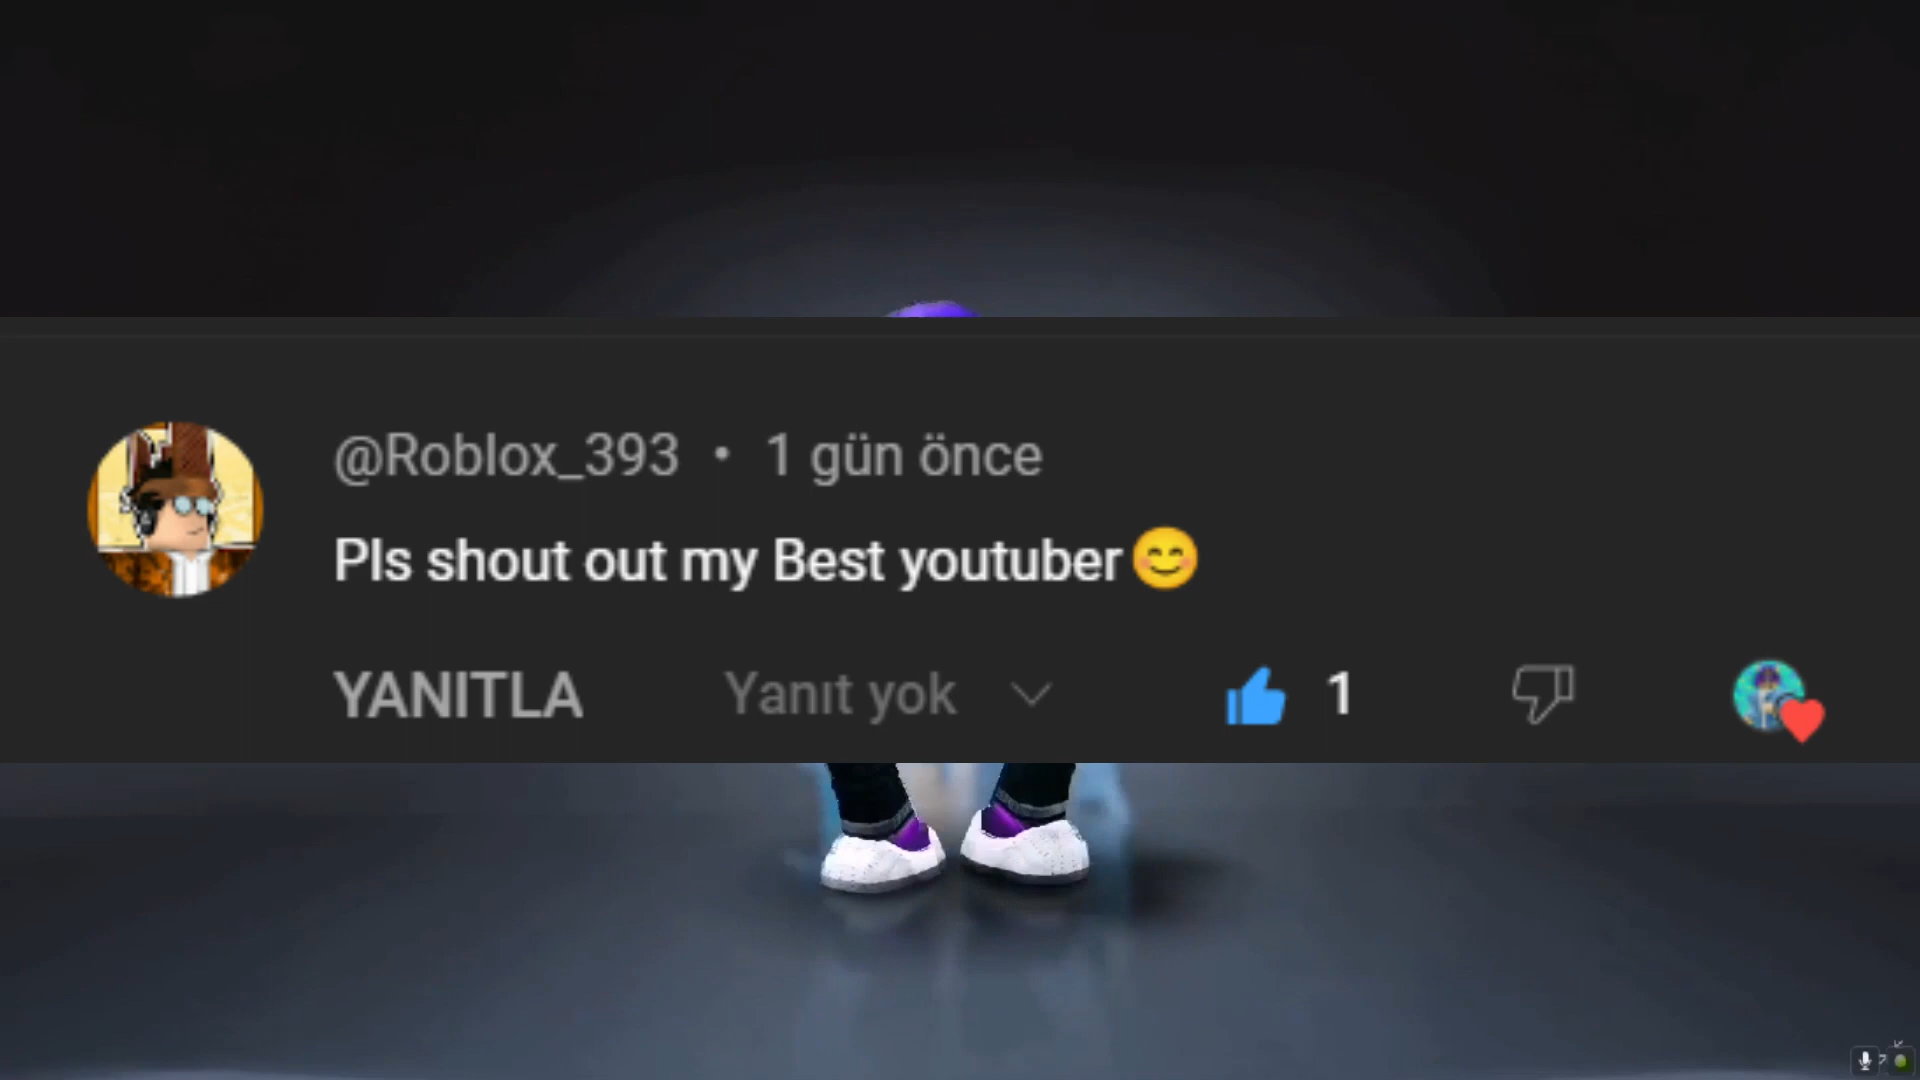 @Roblox_393 • 1 gün önce
Pls shout out my Best youtuber😊
YANITLA Yanıt yok 1